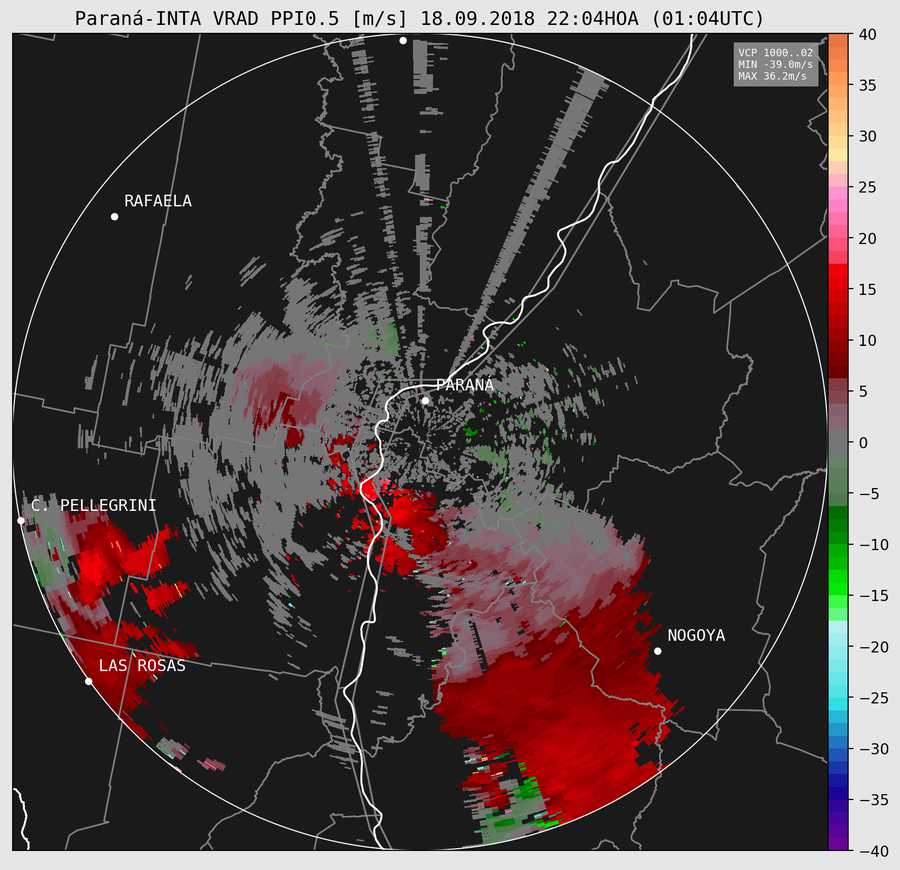 Paraná-INTA VRAD PPI0.5 [m/s] 18.09.2018 22:04HOA (01:04UTC)
VCP 1000..02
MIN -39.0m/s
MAX 36.2m/s
RAFAELA
PARANA
C. PELLEGRINI
NOGOYA
LAS ROSAS
40
35
30
25
20
15
10
5
0
−5
−10
−15
−20
−25
−30
−35
−40